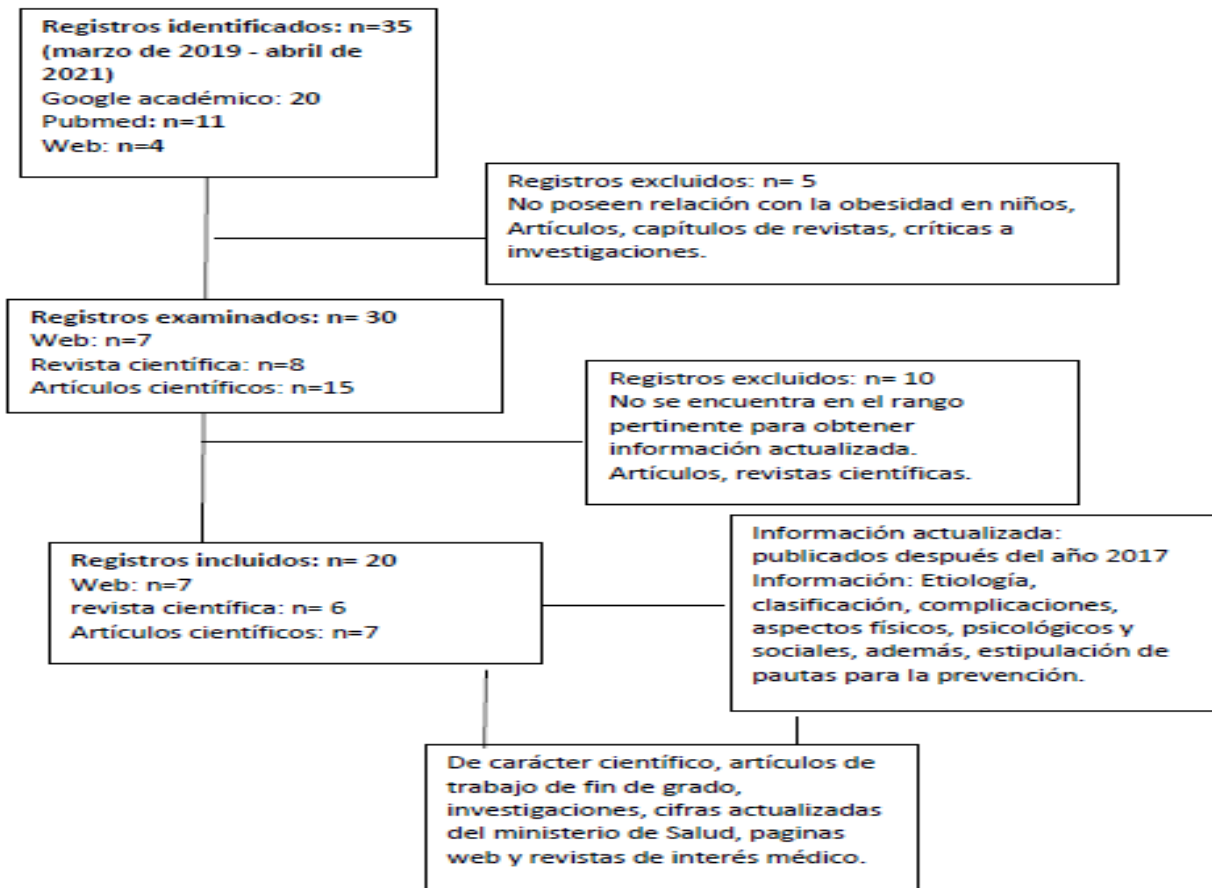 Registros identificados: n=35
(marzo de 2019 - abril de
2021)
Google académico: 20
Pubmed: n=11
Web: n=4
Registros excluidos: n= 5
No poseen relación con la obesidad en niños,
Artículos, capítulos de revistas, críticas a
investigaciones.
Registros examinados: n= 30
Web: n=7
Revista científica: n=8
Artículos científicos: n=15
Registros excluidos: n= 10
No se encuentra en el rango
pertinente para obtener
información actualizada.
Artículos, revistas científicas.
Registros incluidos: n= 20
Web: n=7
revista científica: n= 6
Artículos científicos: n=7
Información actualizada:
publicados después del año 2017
Información: Etiología,
clasificación, complicaciones,
aspectos físicos, psicológicos y
sociales, además, estipulación de
pautas para la prevención.
De carácter científico, artículos de
trabajo de fin de grado,
investigaciones, cifras actualizadas
del ministerio de Salud, paginas
web y revistas de interés médico.